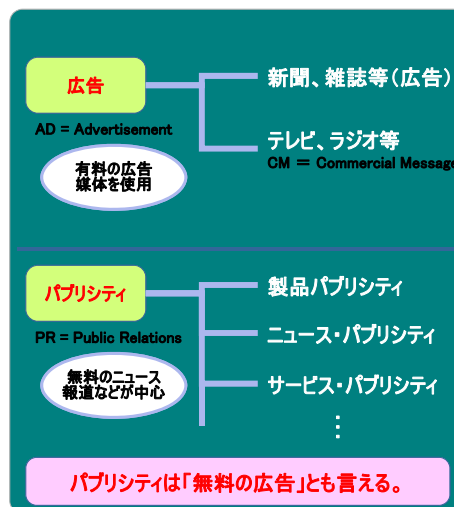 広告
新聞、雑誌等（広告）
AD = Advertisement
テレビ、ラジオ等
CM ＝ Commercial Message
有料の広告
媒体を使用
パブリシティ
製品パブリシティ
PR = Public Relations
ニュース・パブリシティ
無料のニュース
報道などが中心
サービス・パブリシティ
⋮
パブリシティは「無料の広告」とも言える。